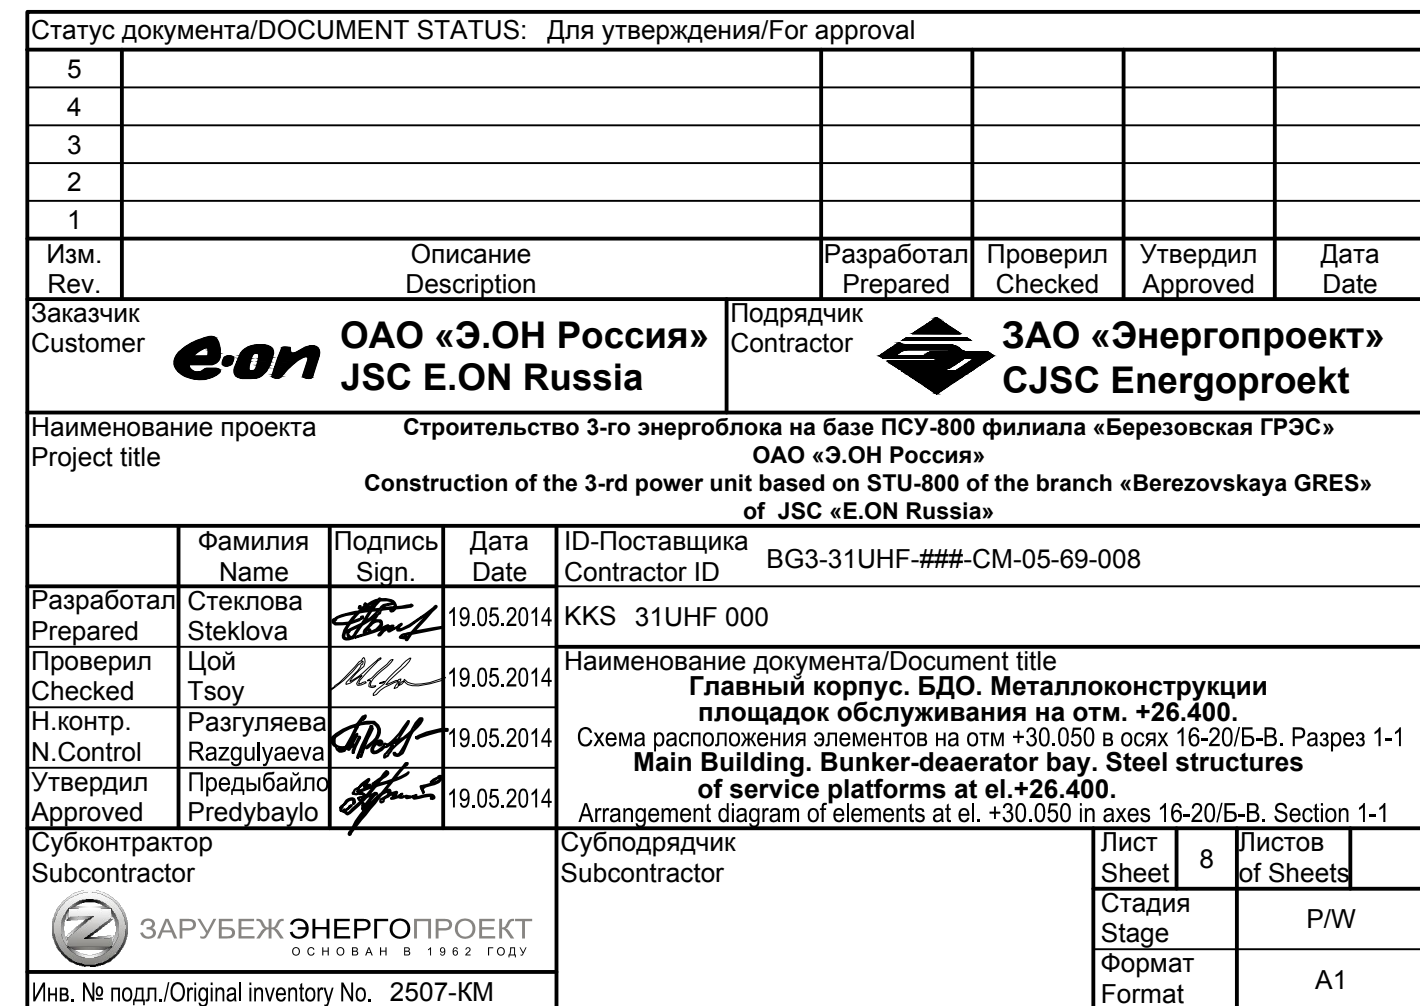 Статус документа/DOCUMENT STATUS: Для утверждения/For approval
5
4
3
2
1
Изм. Описание Разработал Проверил Утвердил Дата
Rev. Description Prepared Checked Approved Date
Заказчик
Customer
e·on
ОАО «Э.ОН Россия»
JSC E.ON Russia
Подрядчик
Contractor
ЗАО «Энергопроект»
CJSC Energoproekt
Наименование проекта
Project title
Строительство 3-го энергоблока на базе ПСУ-800 филиала «Березовская ГРЭС»
ОАО «Э.ОН Россия»
Construction of the 3-rd power unit based on STU-800 of the branch «Berezovskaya GRES»
of JSC «E.ON Russia»
Фамилия Подпись Дата
Name Sign. Date
ID-Поставщика
Contractor ID
BG3-31UHF-###-CM-05-69-008
Разработал Стеклова
Prepared Steklova
19.05.2014
KKS 31UHF 000
Проверил Цой
Checked Tsoy
19.05.2014
Н.контр. Разгуляева
N.Control Razgulyaeva
19.05.2014
Утвердил Предыбайло
Approved Predybaylo
19.05.2014
Наименование документа/Document title
Главный корпус. БДО. Металлоконструкции
площадок обслуживания на отм. +26.400.
Схема расположения элементов на отм +30.050 в осях 16-20/Б-В. Разрез 1-1
Main Building. Bunker-deaerator bay. Steel structures
of service platforms at el.+26.400.
Arrangement diagram of elements at el. +30.050 in axes 16-20/Б-В. Section 1-1
Субконтрактор
Subcontractor
Z
ЗАРУБЕЖЭНЕРГОПРОЕКТ
ОСНОВАН В 1962 ГОДУ
Инв. № подл./Original inventory No. 2507-КМ
Субподрядчик
Subcontractor
Лист
Sheet
8
Листов
of Sheets
Стадия
Stage
P/W
Формат
Format
A1